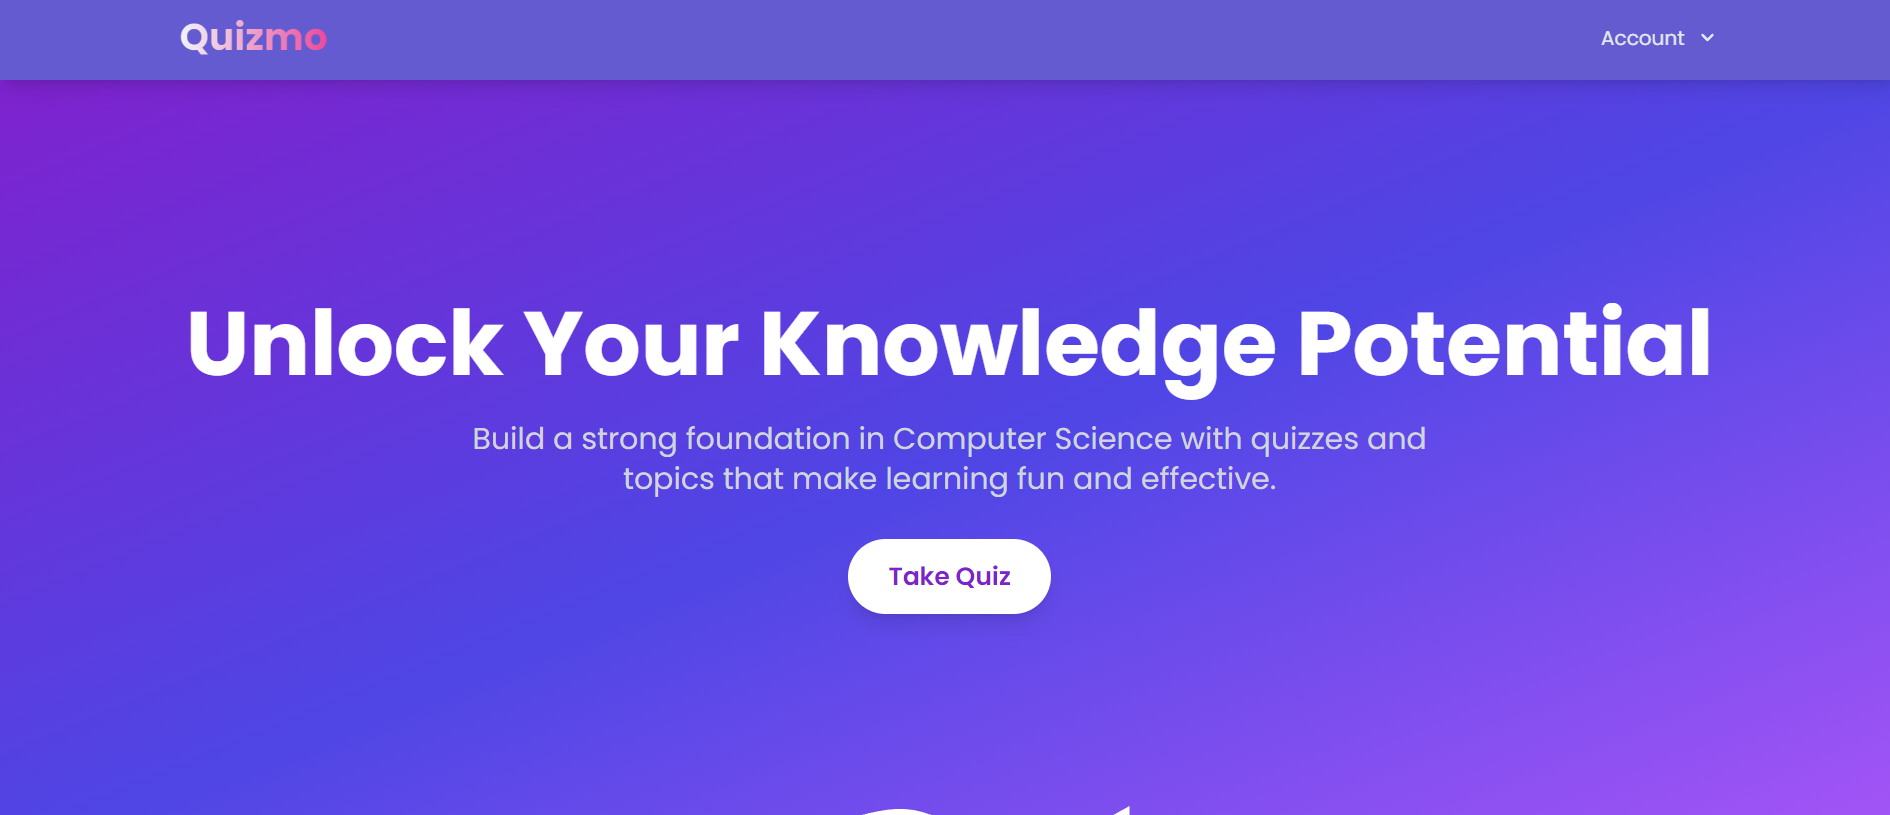 Quizmo
Account
Unlock Your Knowledge Potential
Build a strong foundation in Computer Science with quizzes and
topics that make learning fun and effective.
Take Quiz